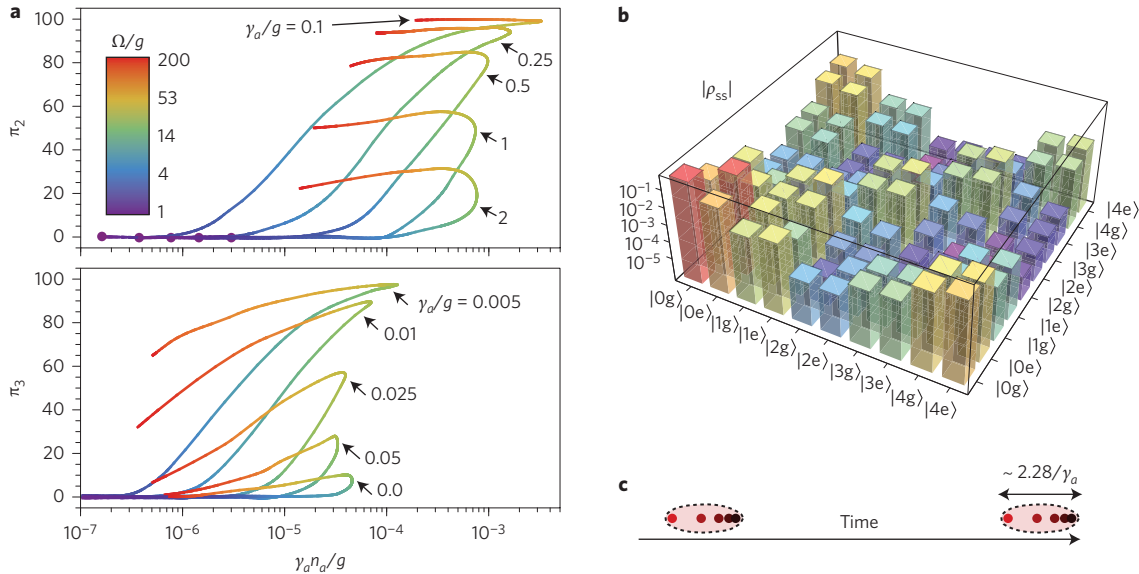 a
γₐ/g = 0.1
Ω/g
200
53
14
4
1
π₂
100
80
60
40
20
0
0.25
0.5
1
2
π₃
100
80
60
40
20
0
γₐ/g = 0.005
0.01
0.025
0.05
0.0
10⁻⁷ 10⁻⁶ 10⁻⁵ 10⁻⁴ 10⁻³
γₐnₐ/g
b
|ρss|
10⁻¹
10⁻²
10⁻³
10⁻⁴
10⁻⁵
|0g⟩ |0e⟩ |1g⟩ |1e⟩ |2g⟩ |2e⟩ |3g⟩ |3e⟩ |4g⟩ |4e⟩
|4e⟩
|4g⟩
|3e⟩
|3g⟩
|2e⟩
|2g⟩
|1e⟩
|1g⟩
|0e⟩
|0g⟩
c
~ 2.28/γₐ
Time